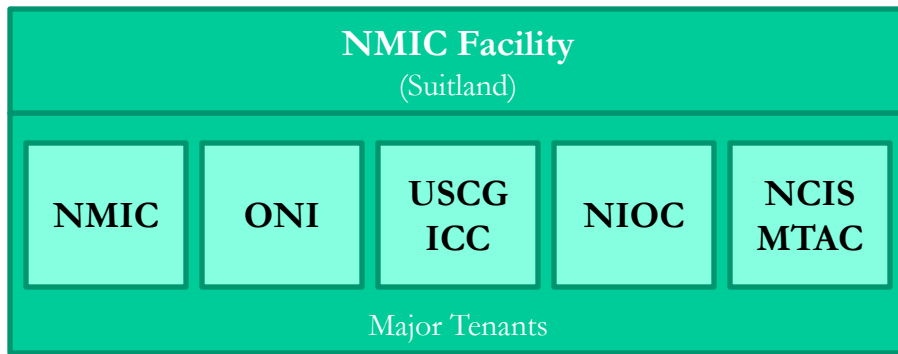 NMIC Facility
(Suitland)
NMIC
ONI
USCG
ICC
NIOC
NCIS
MTAC
Major Tenants